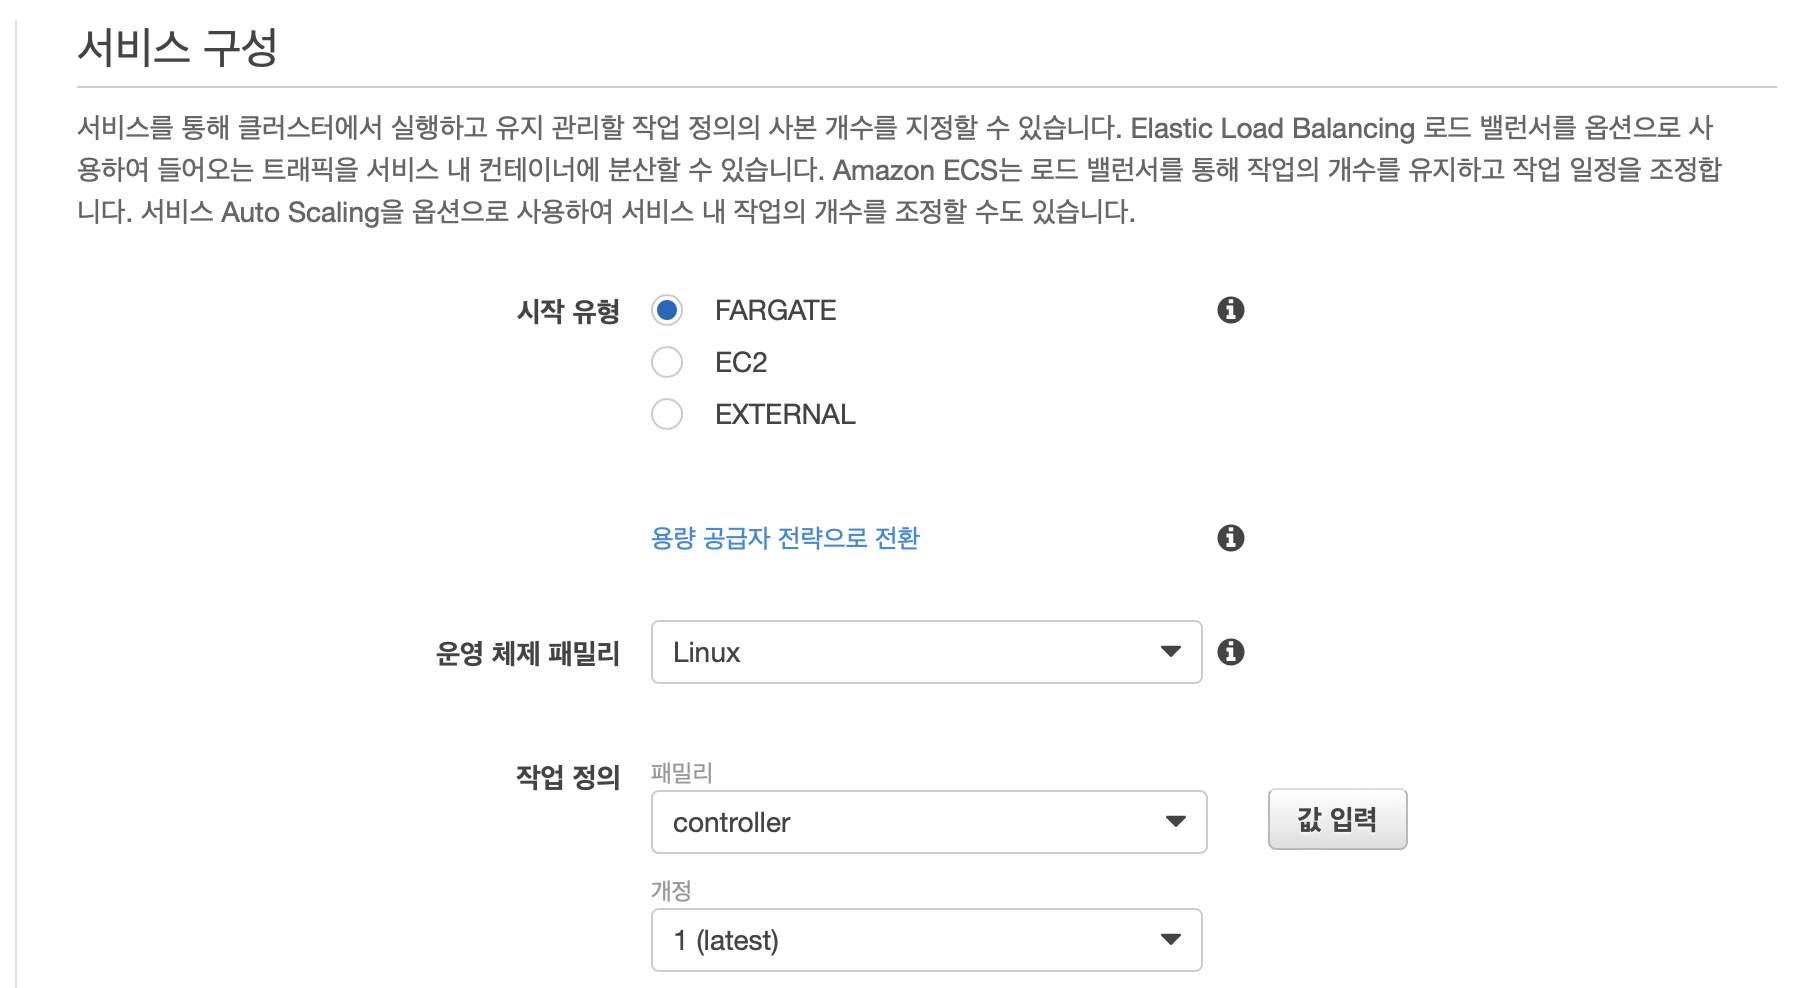 서비스 구성
서비스를 통해 클러스터에서 실행하고 유지 관리할 작업 정의의 사본 개수를 지정할 수 있습니다. Elastic Load Balancing 로드 밸런서를 옵션으로 사
용하여 들어오는 트래픽을 서비스 내 컨테이너에 분산할 수 있습니다. Amazon ECS는 로드 밸런서를 통해 작업의 개수를 유지하고 작업 일정을 조정합
니다. 서비스 Auto Scaling을 옵션으로 사용하여 서비스 내 작업의 개수를 조정할 수도 있습니다.
시작 유형 FARGATE
EC2
EXTERNAL
용량 공급자 전략으로 전환
운영 체제 패밀리 Linux
작업 정의 패밀리
controller 값 입력
개정
1 (latest)